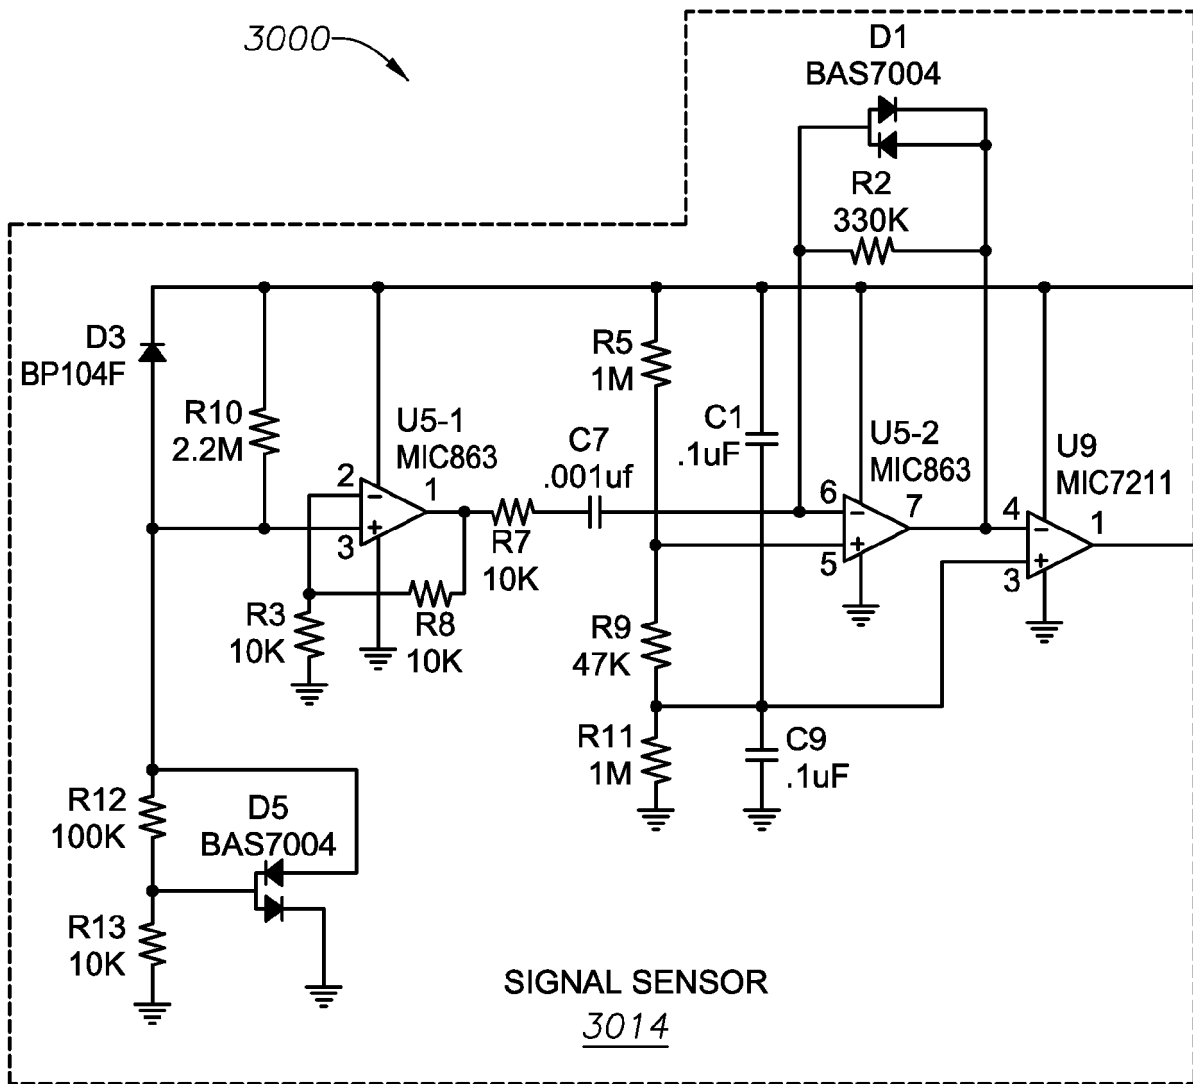 3000
D1
BAS7004
R2
330K
D3
BP104F
R10
2.2M
U5-1
MIC863
2
1
3
R3
10K
R8
10K
R7
10K
C7
.001uf
R5
1M
C1
.1uF
U5-2
MIC863
6
7
5
U9
MIC7211
4
1
3
R9
47K
R11
1M
C9
.1uF
R12
100K
D5
BAS7004
R13
10K
SIGNAL SENSOR
3014